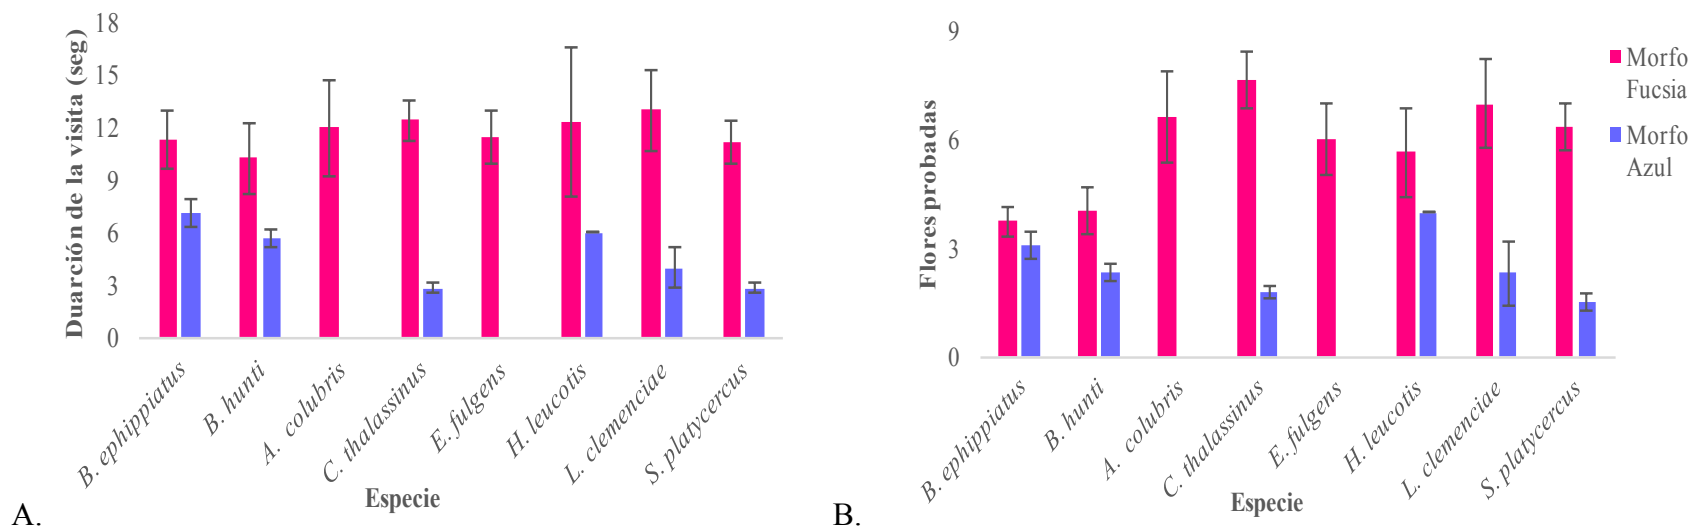 18
15
12
9
6
3
0
Duarción de la visita (seg)
B. ephippiatus
B. hunti
A. colubris
C. thalassinus
E. fulgens
H. leucotis
L. clemenciae
S. platycercus
Especie
A.
9
6
3
0
Flores probadas
B. ephippiatus
B. hunti
A. colubris
C. thalassinus
E. fulgens
H. leucotis
L. clemenciae
S. platycercus
Especie
B.
Morfo
Fucsia
Morfo
Azul